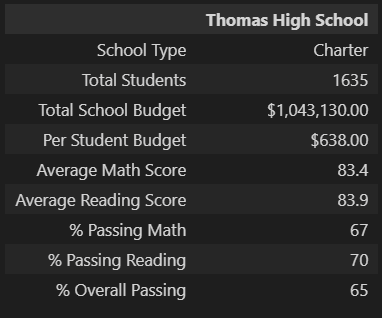 Thomas High School
School Type Charter
Total Students 1635
Total School Budget $1,043,130.00
Per Student Budget $638.00
Average Math Score 83.4
Average Reading Score 83.9
% Passing Math 67
% Passing Reading 70
% Overall Passing 65